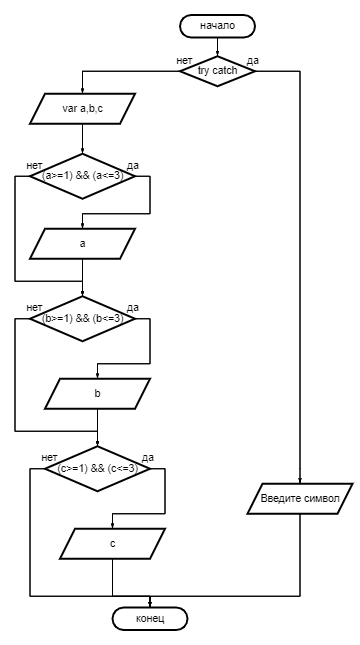 начало
нет
да
try catch
var a,b,c
нет
да
(a>=1) && (a<=3)
a
нет
да
(b>=1) && (b<=3)
b
нет
да
(c>=1) && (c<=3)
Введите символ
c
конец